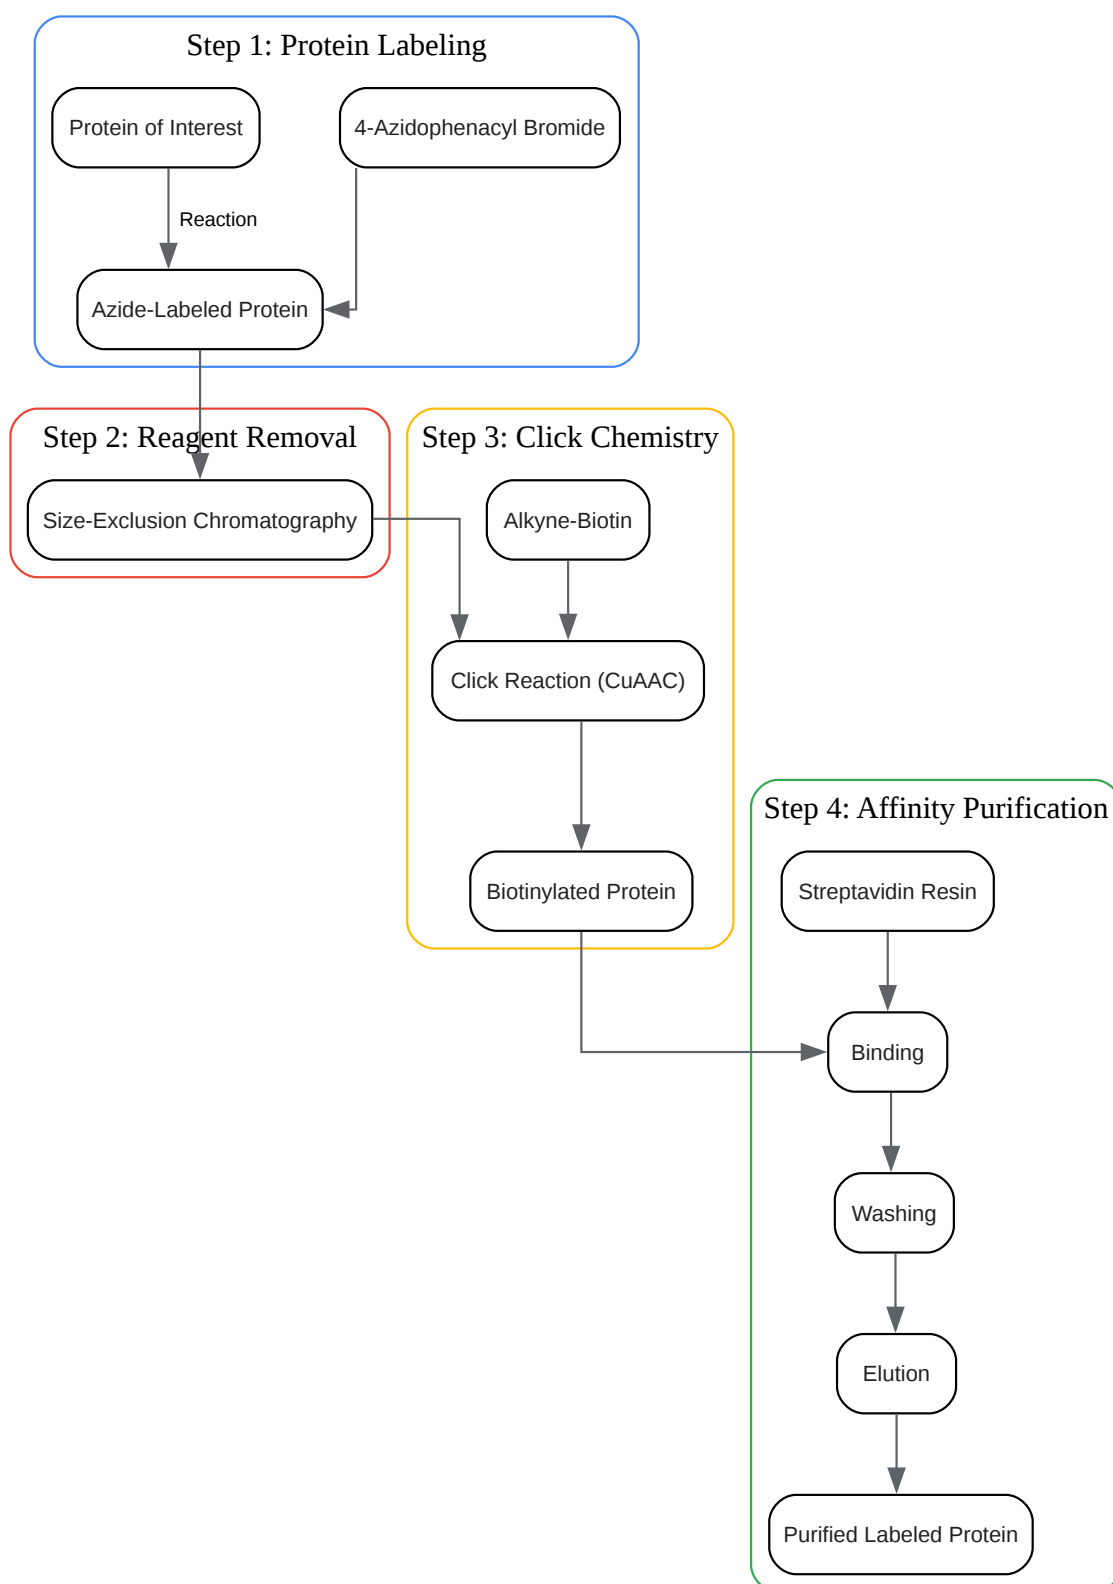 Step 1: Protein Labeling
Protein of Interest
4-Azidophenacyl Bromide
Reaction
Azide-Labeled Protein
Step 2: Reagent Removal
Size-Exclusion Chromatography
Step 3: Click Chemistry
Alkyne-Biotin
Click Reaction (CuAAC)
Biotinylated Protein
Step 4: Affinity Purification
Streptavidin Resin
Binding
Washing
Elution
Purified Labeled Protein